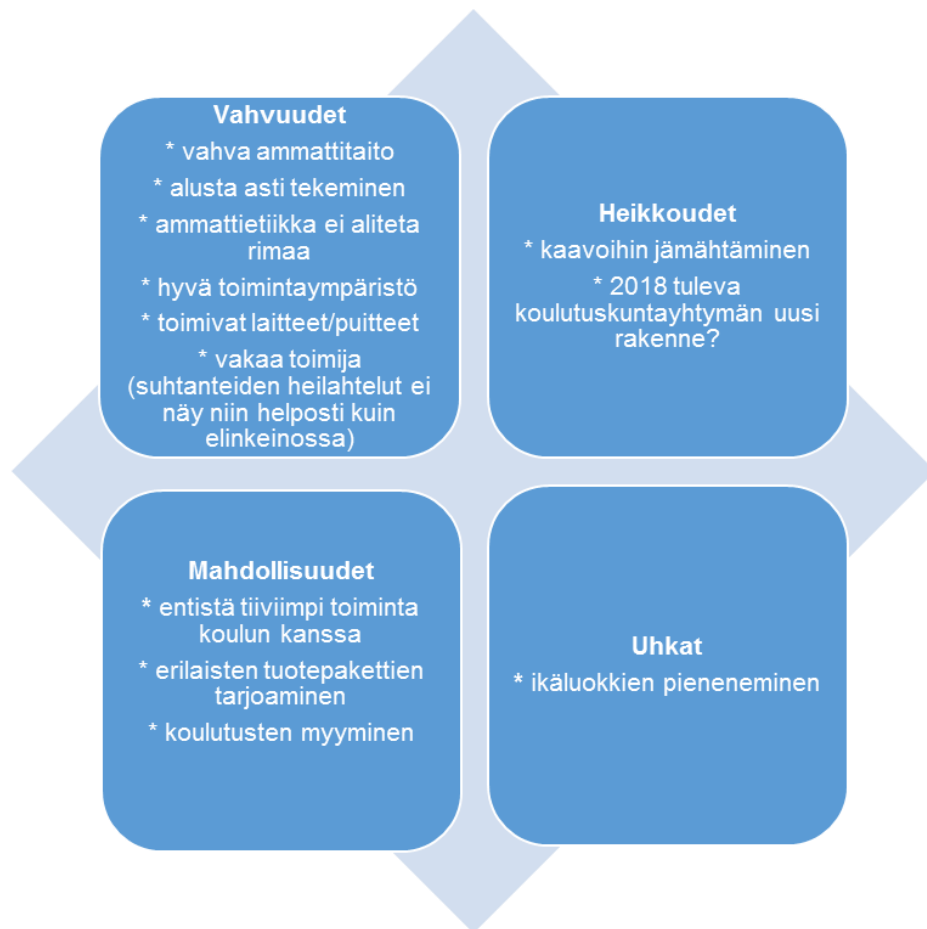 Vahvuudet
* vahva ammattitaito
* alusta asti tekeminen
* ammattietiikka ei aliteta
rimaa
* hyvä toimintaympäristö
* toimivat laitteet/puitteet
* vakaa toimija
(suhtanteiden heilahtelut ei
näy niin helposti kuin
elinkeinossa)
Heikkoudet
* kaavoihin jämähtäminen
* 2018 tuleva
koulutuskuntayhtymän uusi
rakenne?
Mahdollisuudet
* entistä tiiviimpi toiminta
koulun kanssa
* erilaisten tuotepakettien
tarjoaminen
* koulutusten myyminen
Uhkat
* ikäluokkien pieneneminen